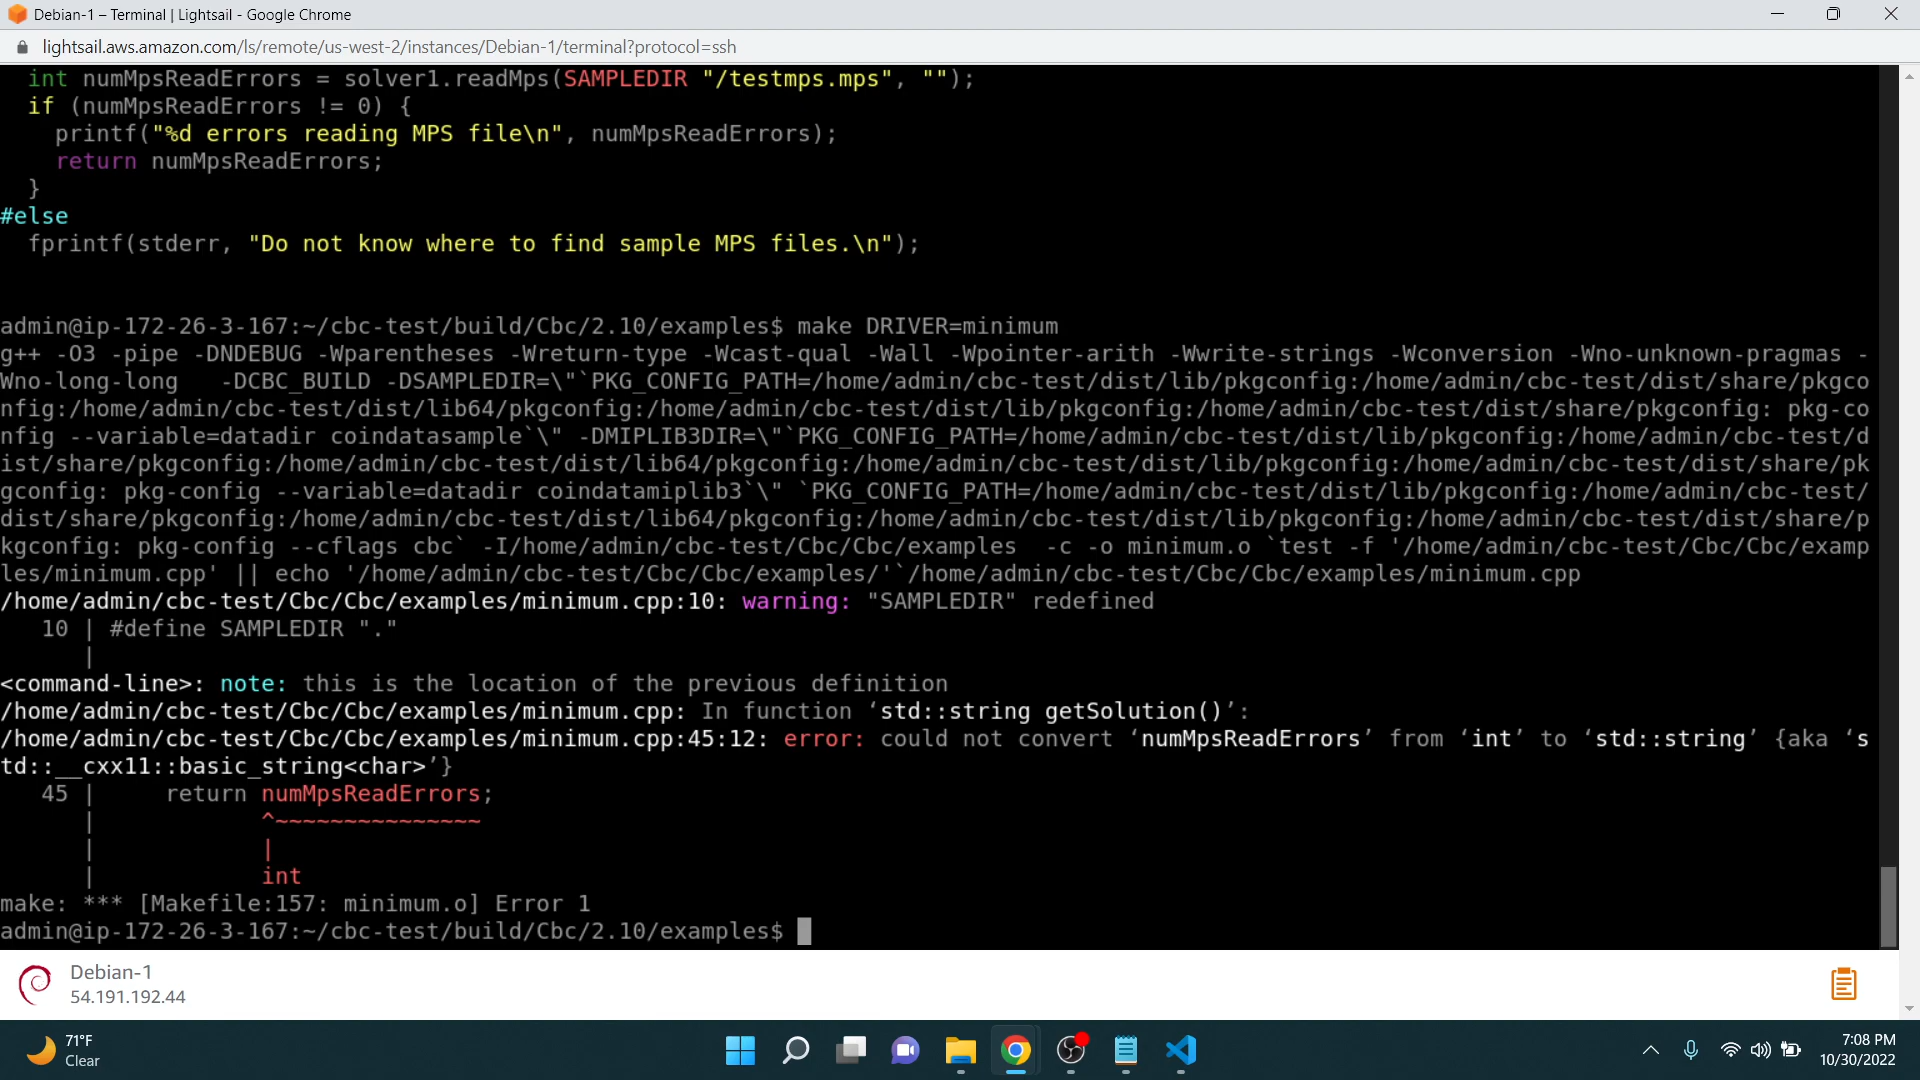 Debian-1 – Terminal | Lightsail - Google Chrome
lightsail.aws.amazon.com/ls/remote/us-west-2/instances/Debian-1/terminal?protocol=ssh
int numMpsReadErrors = solver1.readMps(SAMPLEDIR "/testmps.mps", "");
if (numMpsReadErrors != 0) {
printf("%d errors reading MPS file\n", numMpsReadErrors);
return numMpsReadErrors;
}
#else
fprintf(stderr, "Do not know where to find sample MPS files.\n");
admin@ip-172-26-3-167:~/cbc-test/build/Cbc/2.10/examples$ make DRIVER=minimum
g++ -O3 -pipe -DNDEBUG -Wparentheses -Wreturn-type -Wcast-qual -Wall -Wpointer-arith -Wwrite-strings -Wconversion -Wno-unknown-pragmas -
Wno-long-long   -DCBC_BUILD -DSAMPLEDIR=\"`PKG_CONFIG_PATH=/home/admin/cbc-test/dist/lib/pkgconfig:/home/admin/cbc-test/dist/share/pkgco
nfig:/home/admin/cbc-test/dist/lib64/pkgconfig:/home/admin/cbc-test/dist/lib/pkgconfig:/home/admin/cbc-test/dist/share/pkgconfig: pkg-co
nfig --variable=datadir coindatasample`\" -DMIPLIB3DIR=\"`PKG_CONFIG_PATH=/home/admin/cbc-test/dist/lib/pkgconfig:/home/admin/cbc-test/d
ist/share/pkgconfig:/home/admin/cbc-test/dist/lib64/pkgconfig:/home/admin/cbc-test/dist/lib/pkgconfig:/home/admin/cbc-test/dist/share/pk
gconfig: pkg-config --variable=datadir coindatamiplib3`\" `PKG_CONFIG_PATH=/home/admin/cbc-test/dist/lib/pkgconfig:/home/admin/cbc-test/
dist/share/pkgconfig:/home/admin/cbc-test/dist/lib64/pkgconfig:/home/admin/cbc-test/dist/lib/pkgconfig:/home/admin/cbc-test/dist/share/p
kgconfig: pkg-config --cflags cbc` -I/home/admin/cbc-test/Cbc/Cbc/examples  -c -o minimum.o `test -f '/home/admin/cbc-test/Cbc/Cbc/examp
les/minimum.cpp' || echo '/home/admin/cbc-test/Cbc/Cbc/examples/'`/home/admin/cbc-test/Cbc/Cbc/examples/minimum.cpp
/home/admin/cbc-test/Cbc/Cbc/examples/minimum.cpp:10: warning: "SAMPLEDIR" redefined
10 | #define SAMPLEDIR "."
|
<command-line>: note: this is the location of the previous definition
/home/admin/cbc-test/Cbc/Cbc/examples/minimum.cpp: In function ‘std::string getSolution()’:
/home/admin/cbc-test/Cbc/Cbc/examples/minimum.cpp:45:12: error: could not convert ‘numMpsReadErrors’ from ‘int’ to ‘std::string’ {aka ‘s
td::__cxx11::basic_string<char>’}
45 |     return numMpsReadErrors;
|            ^~~~~~~~~~~~~~~~
|            |
|            int
make: *** [Makefile:157: minimum.o] Error 1
admin@ip-172-26-3-167:~/cbc-test/build/Cbc/2.10/examples$
Debian-1
54.191.192.44
71°F
Clear
7:08 PM
10/30/2022